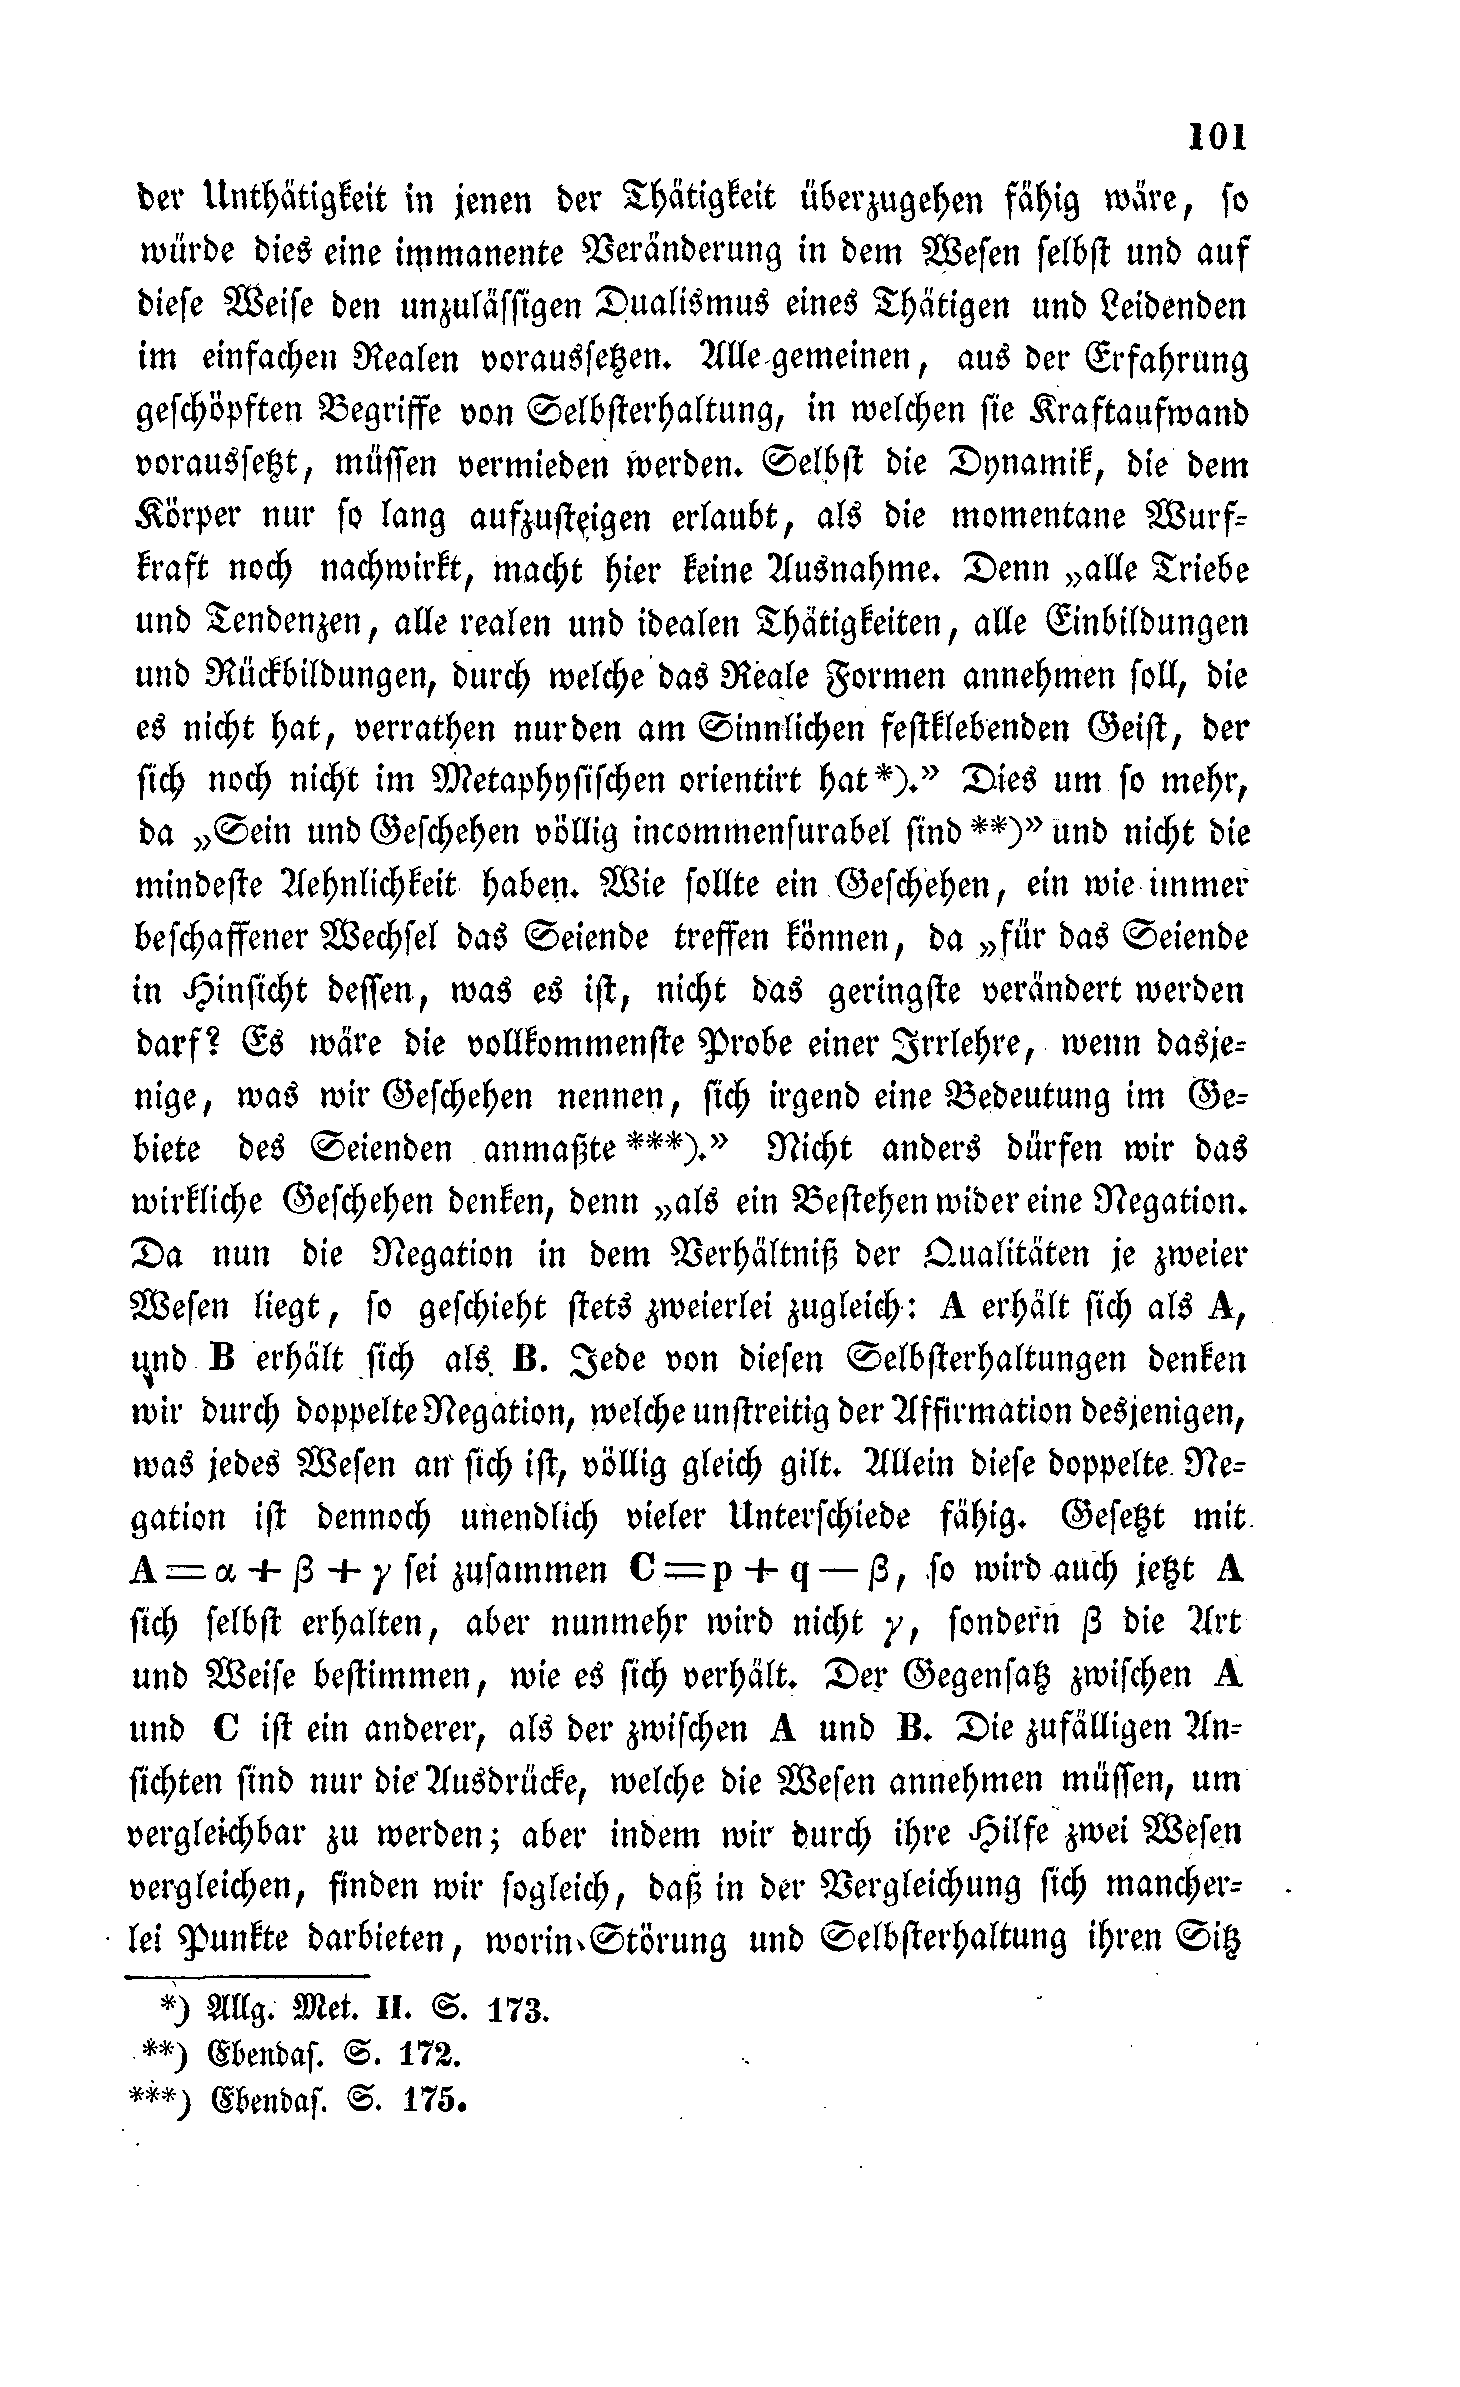 101
der Unthätigkeit in jenen der Thätigkeit überzugehen fähig wäre, so
würde dies eine immanente Veränderung in dem Wesen selbst und auf
diese Weise den unzulässigen Dualismus eines Thätigen und Leidenden
im einfachen Realen voraussetzen. Alle gemeinen, aus der Erfahrung
geschöpften Begriffe von Selbsterhaltung, in welchen sie Kraftaufwand
voraussetzt, müssen vermieden werden. Selbst die Dynamik, die dem
Körper nur so lang aufzusteigen erlaubt, als die momentane Wurf-
kraft noch nachwirkt, macht hier keine Ausnahme. Denn „alle Triebe
und Tendenzen, alle realen und idealen Thätigkeiten, alle Einbildungen
und Rückbildungen, durch welche das Reale Formen annehmen soll, die
es nicht hat, verrathen nur den am Sinnlichen festklebenden Geist, der
sich noch nicht im Metaphysischen orientirt hat*).” Dies um so mehr,
da „Sein und Geschehen völlig incommensurabel sind**)” und nicht die
mindeste Aehnlichkeit haben. Wie sollte ein Geschehen, ein wie immer
beschaffener Wechsel das Seiende treffen können, da „für das Seiende
in Hinsicht dessen, was es ist, nicht das geringste verändert werden
darf? Es wäre die vollkommenste Probe einer Irrlehre, wenn dasje-
nige, was wir Geschehen nennen, sich irgend eine Bedeutung im Ge-
biete des Seienden anmaßte***).” Nicht anders dürfen wir das
wirkliche Geschehen denken, denn „als ein Bestehen wider eine Negation.
Da nun die Negation in dem Verhältniß der Qualitäten je zweier
Wesen liegt, so geschieht stets zweierlei zugleich: A erhält sich als A,
und B erhält sich als B. Jede von diesen Selbsterhaltungen denken
wir durch doppelte Negation, welche unstreitig der Affirmation desjenigen,
was jedes Wesen an sich ist, völlig gleich gilt. Allein diese doppelte Ne-
gation ist dennoch unendlich vieler Unterschiede fähig. Gesetzt mit
A = α + β + γ sei zusammen C = p + q — β, so wird auch jetzt A
sich selbst erhalten, aber nunmehr wird nicht γ, sondern β die Art
und Weise bestimmen, wie es sich verhält. Der Gegensatz zwischen A
und C ist ein anderer, als der zwischen A und B. Die zufälligen An-
sichten sind nur die Ausdrücke, welche die Wesen annehmen müssen, um
vergleichbar zu werden; aber indem wir durch ihre Hilfe zwei Wesen
vergleichen, finden wir sogleich, daß in der Vergleichung sich mancher-
lei Punkte darbieten, worin Störung und Selbsterhaltung ihren Sitz
*) Allg. Met. II. S. 173.
**) Ebendas. S. 172.
***) Ebendas. S. 175.